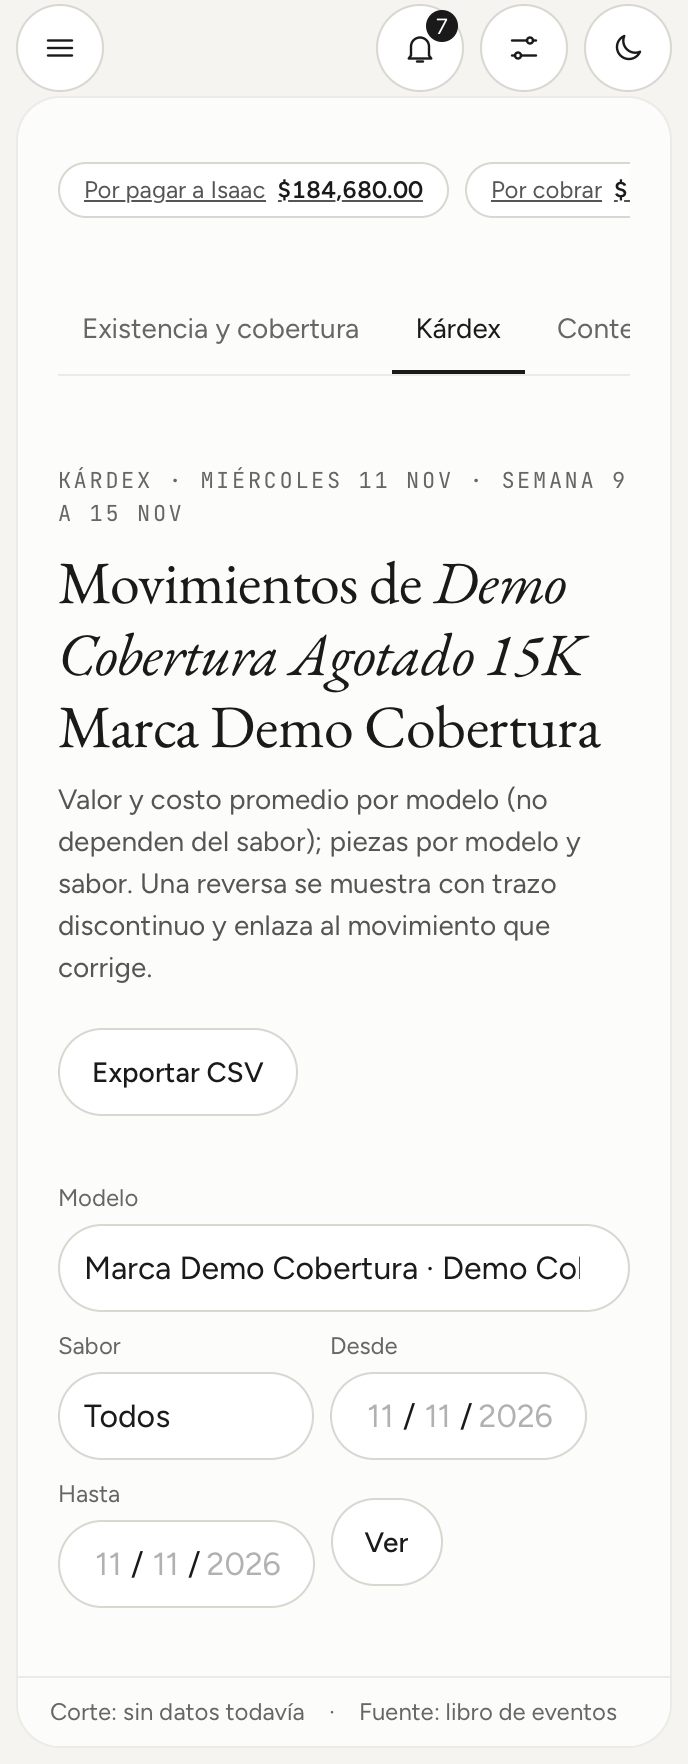 7
Por pagar a Isaac $184,680.00 Por cobrar $
Existencia y cobertura Kárdex Conte
KÁRDEX · MIÉRCOLES 11 NOV · SEMANA 9
A 15 NOV
Movimientos de Demo
Cobertura Agotado 15K
Marca Demo Cobertura
Valor y costo promedio por modelo (no
dependen del sabor); piezas por modelo y
sabor. Una reversa se muestra con trazo
discontinuo y enlaza al movimiento que
corrige.
Exportar CSV
Modelo
Marca Demo Cobertura · Demo Col
Sabor Desde
Todos 11 / 11 / 2026
Hasta
11 / 11 / 2026 Ver
Corte: sin datos todavía · Fuente: libro de eventos